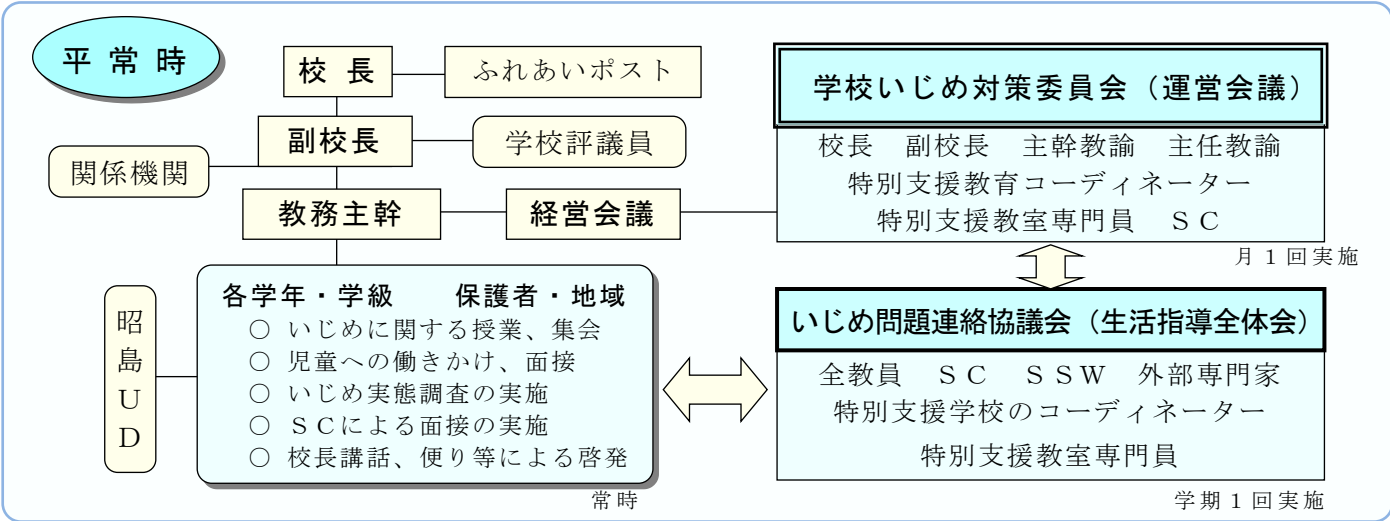 平常時
校長
ふれあいポスト
副校長
学校評議員
関係機関
教務主幹
経営会議
学校いじめ対策委員会（運営会議）
校長　副校長　主幹教諭　主任教諭
特別支援教育コーディネーター
特別支援教室専門員　ＳＣ
月１回実施
昭島ＵＤ
各学年・学級　　保護者・地域
○ いじめに関する授業、集会
○ 児童への働きかけ、面接
○ いじめ実態調査の実施
○ ＳＣによる面接の実施
○ 校長講話、便り等による啓発
常時
いじめ問題連絡協議会（生活指導全体会）
全教員　ＳＣ　ＳＳＷ　外部専門家
特別支援学校のコーディネーター
特別支援教室専門員
学期１回実施